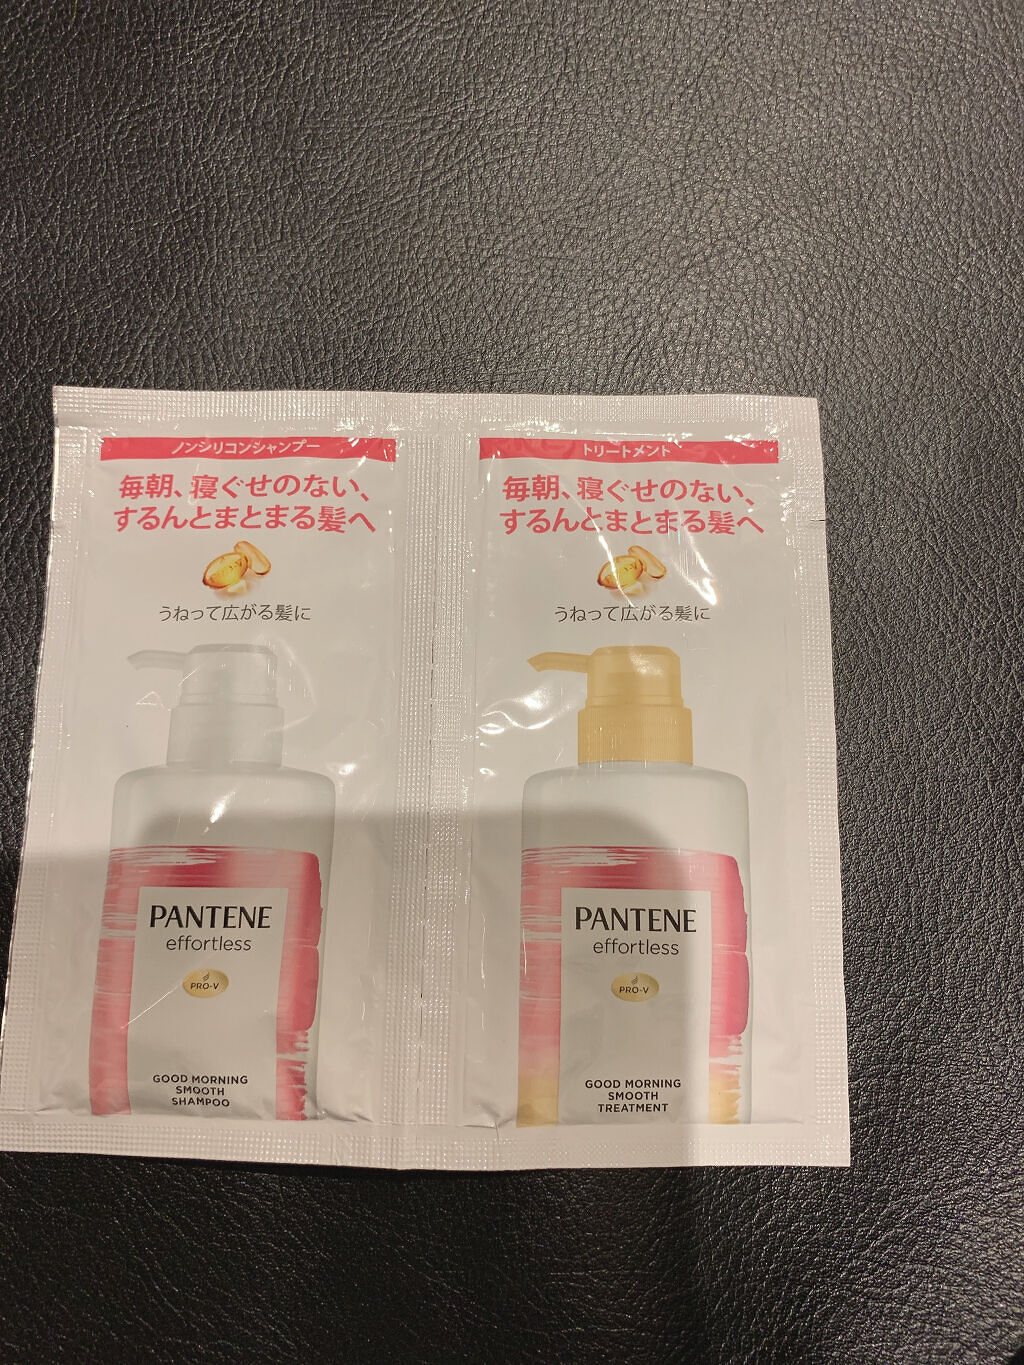 ノンシリコンシャンプー
毎朝、寝ぐせのない、
するんとまとまる髪へ
うねって広がる髪に
PANTENE
effortless
PRO-V
GOOD MORNING
SMOOTH
SHAMPOO
トリートメント
毎朝、寝ぐせのない、
するんとまとまる髪へ
うねって広がる髪に
PANTENE
effortless
PRO-V
GOOD MORNING
SMOOTH
TREATMENT